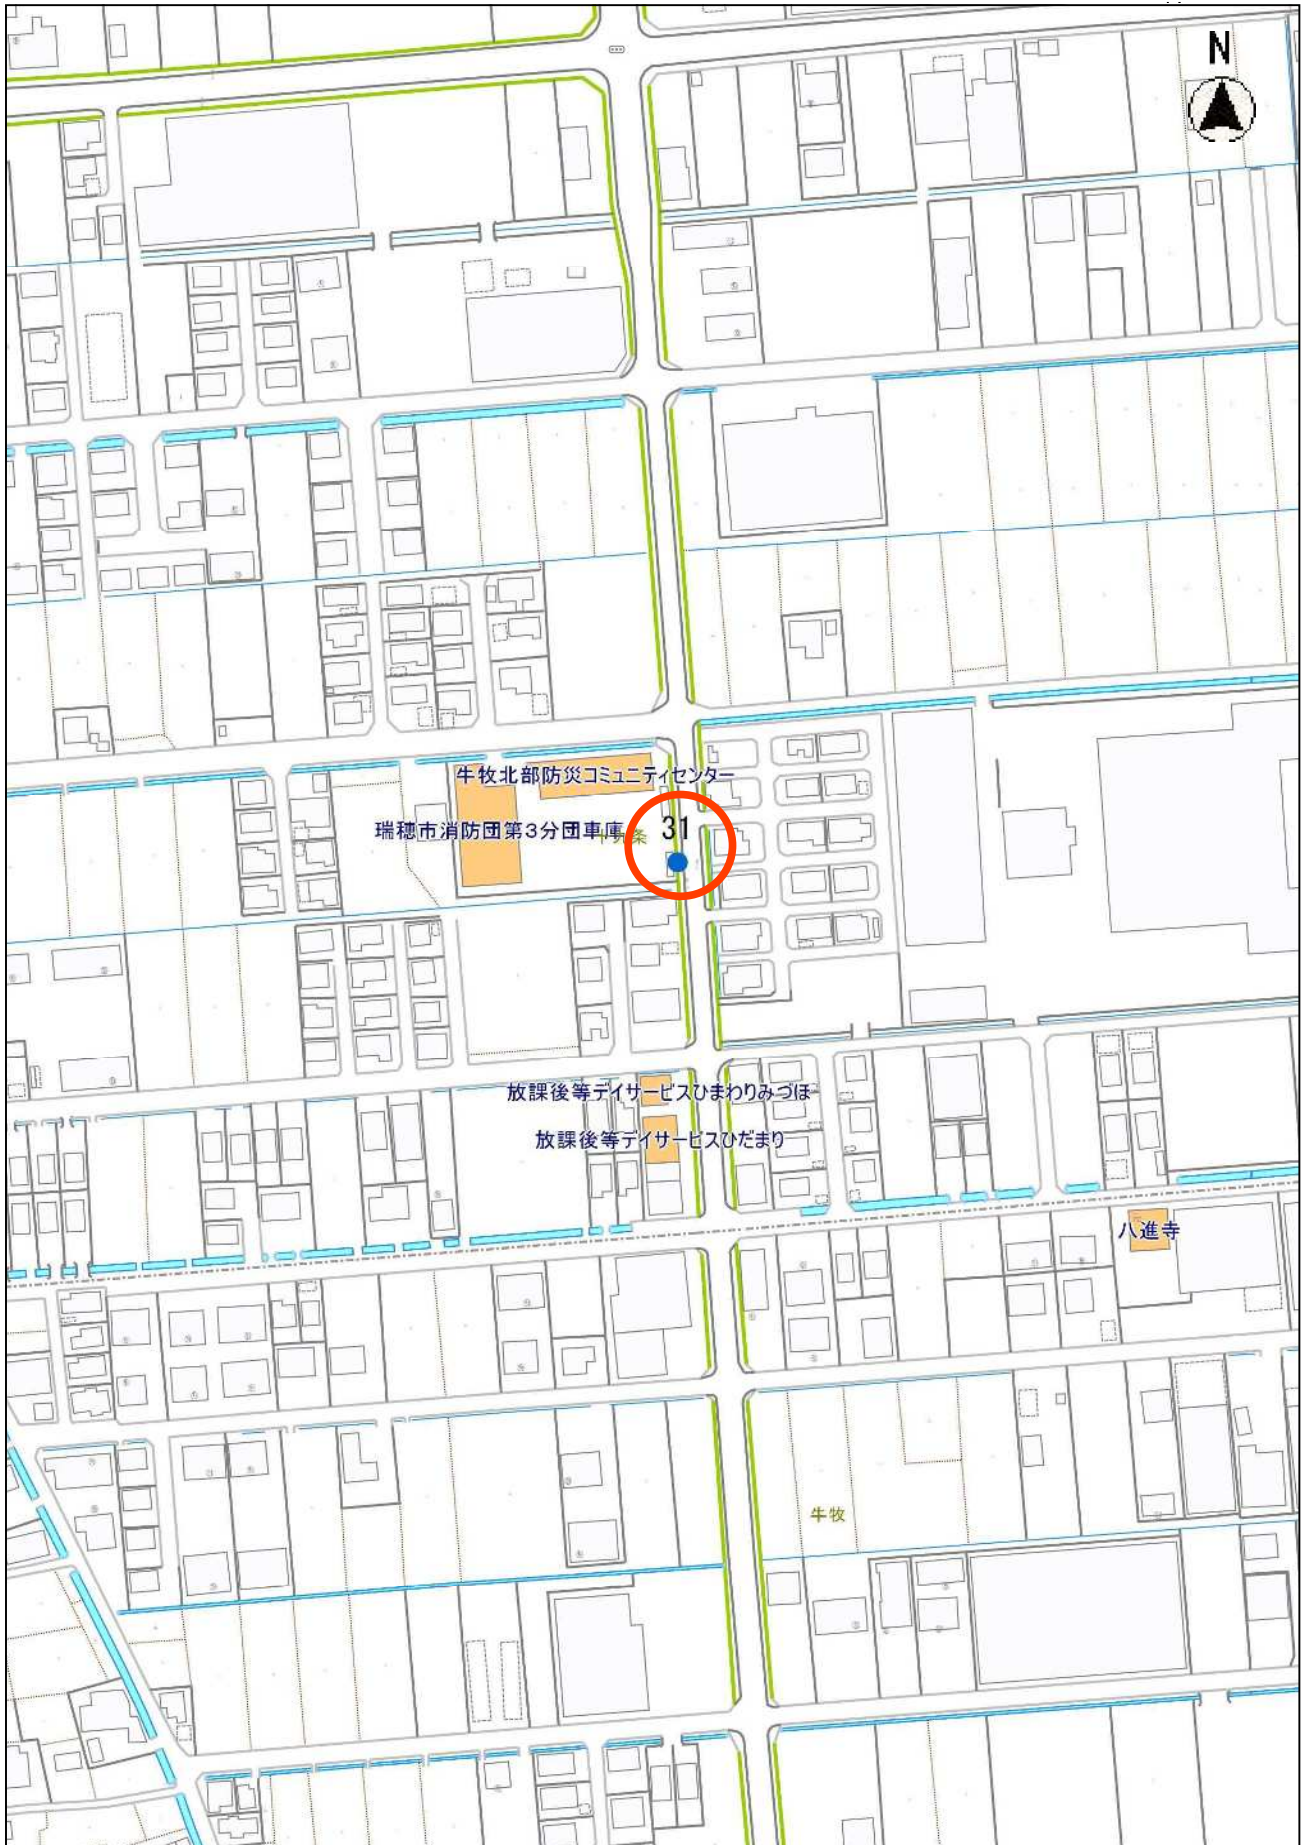 N
牛牧北部防災コミュニティセンター
瑞穂市消防団第3分団車庫
十九条
31
放課後等デイサービスひまわりみづほ
放課後等デイサービスひだまり
八進寺
牛牧